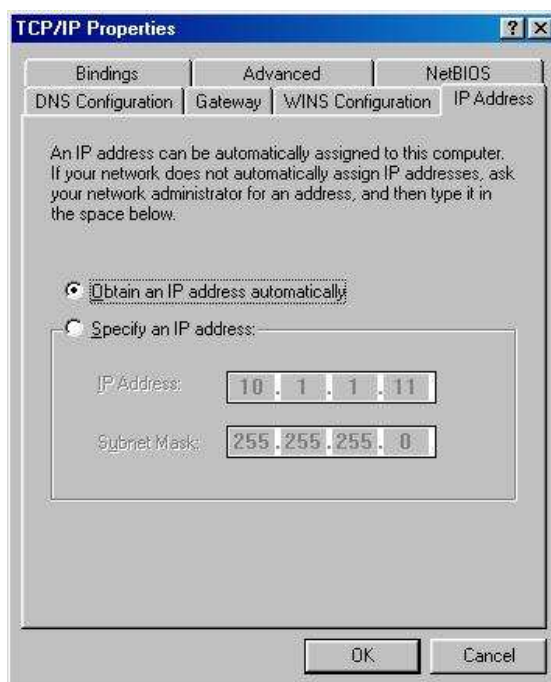 TCP/IP Properties
? X
Bindings Advanced NetBIOS
DNS Configuration Gateway WINS Configuration IP Address
An IP address can be automatically assigned to this computer.
If your network does not automatically assign IP addresses, ask
your network administrator for an address, and then type it in
the space below.
Obtain an IP address automatically
Specify an IP address:
IP Address: 10 . 1 . 1 . 11
Subnet Mask: 255 . 255 . 255 . 0
OK Cancel